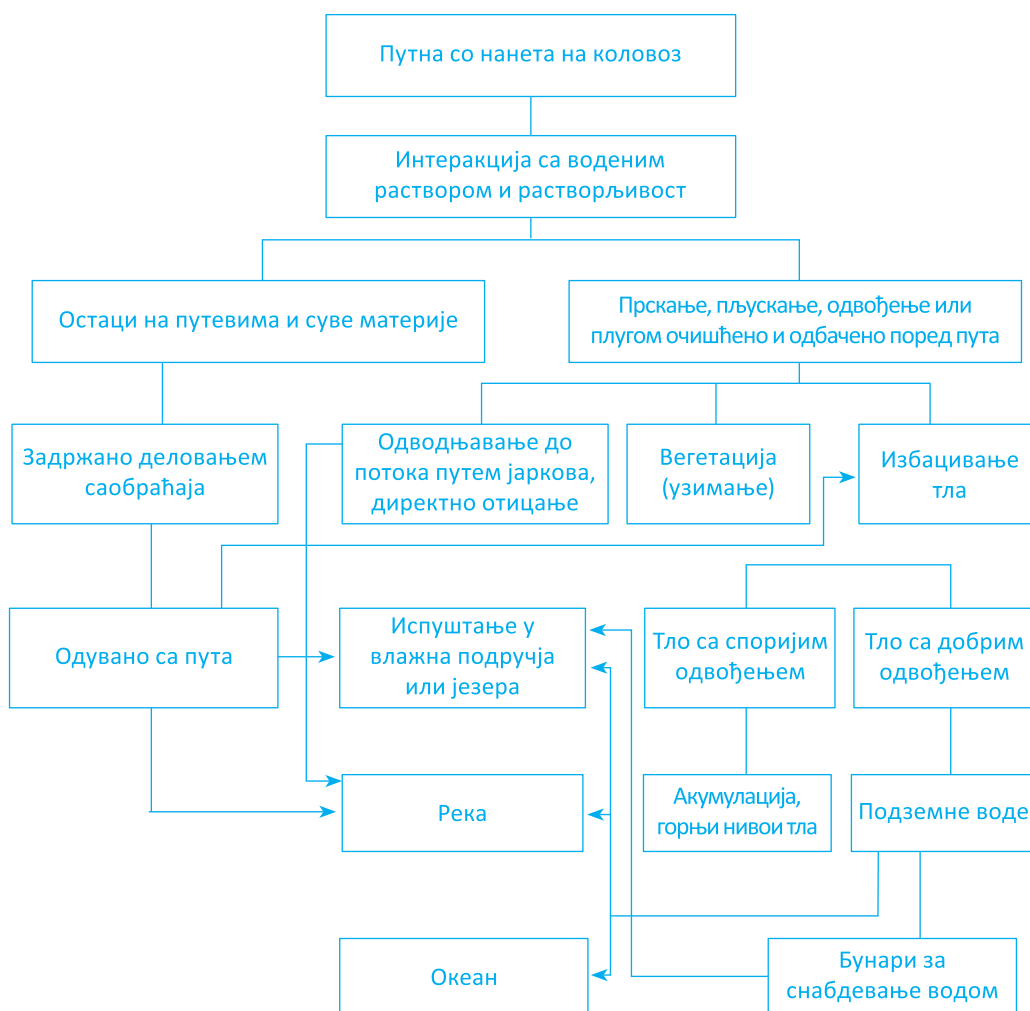 Путна со нанета на коловоз
Интеракција са воденим
раствором и растворљивост
Остаци на путевима и суве материје
Прскање, пљускање, одвођење или
плугом очишћено и одбачено поред пута
Задржано деловањем
саобраћаја
Одводњавање до
потока путем јаркова,
директно отицање
Вегетација
(узимање)
Избацивање
тла
Одувано са пута
Испуштање у
влажна подручја
или језера
Тло са споријим
одвођењем
Тло са добрим
одвођењем
Река
Акумулација,
горњи нивои тла
Подземне воде
Океан
Бунари за
снабдевање водом